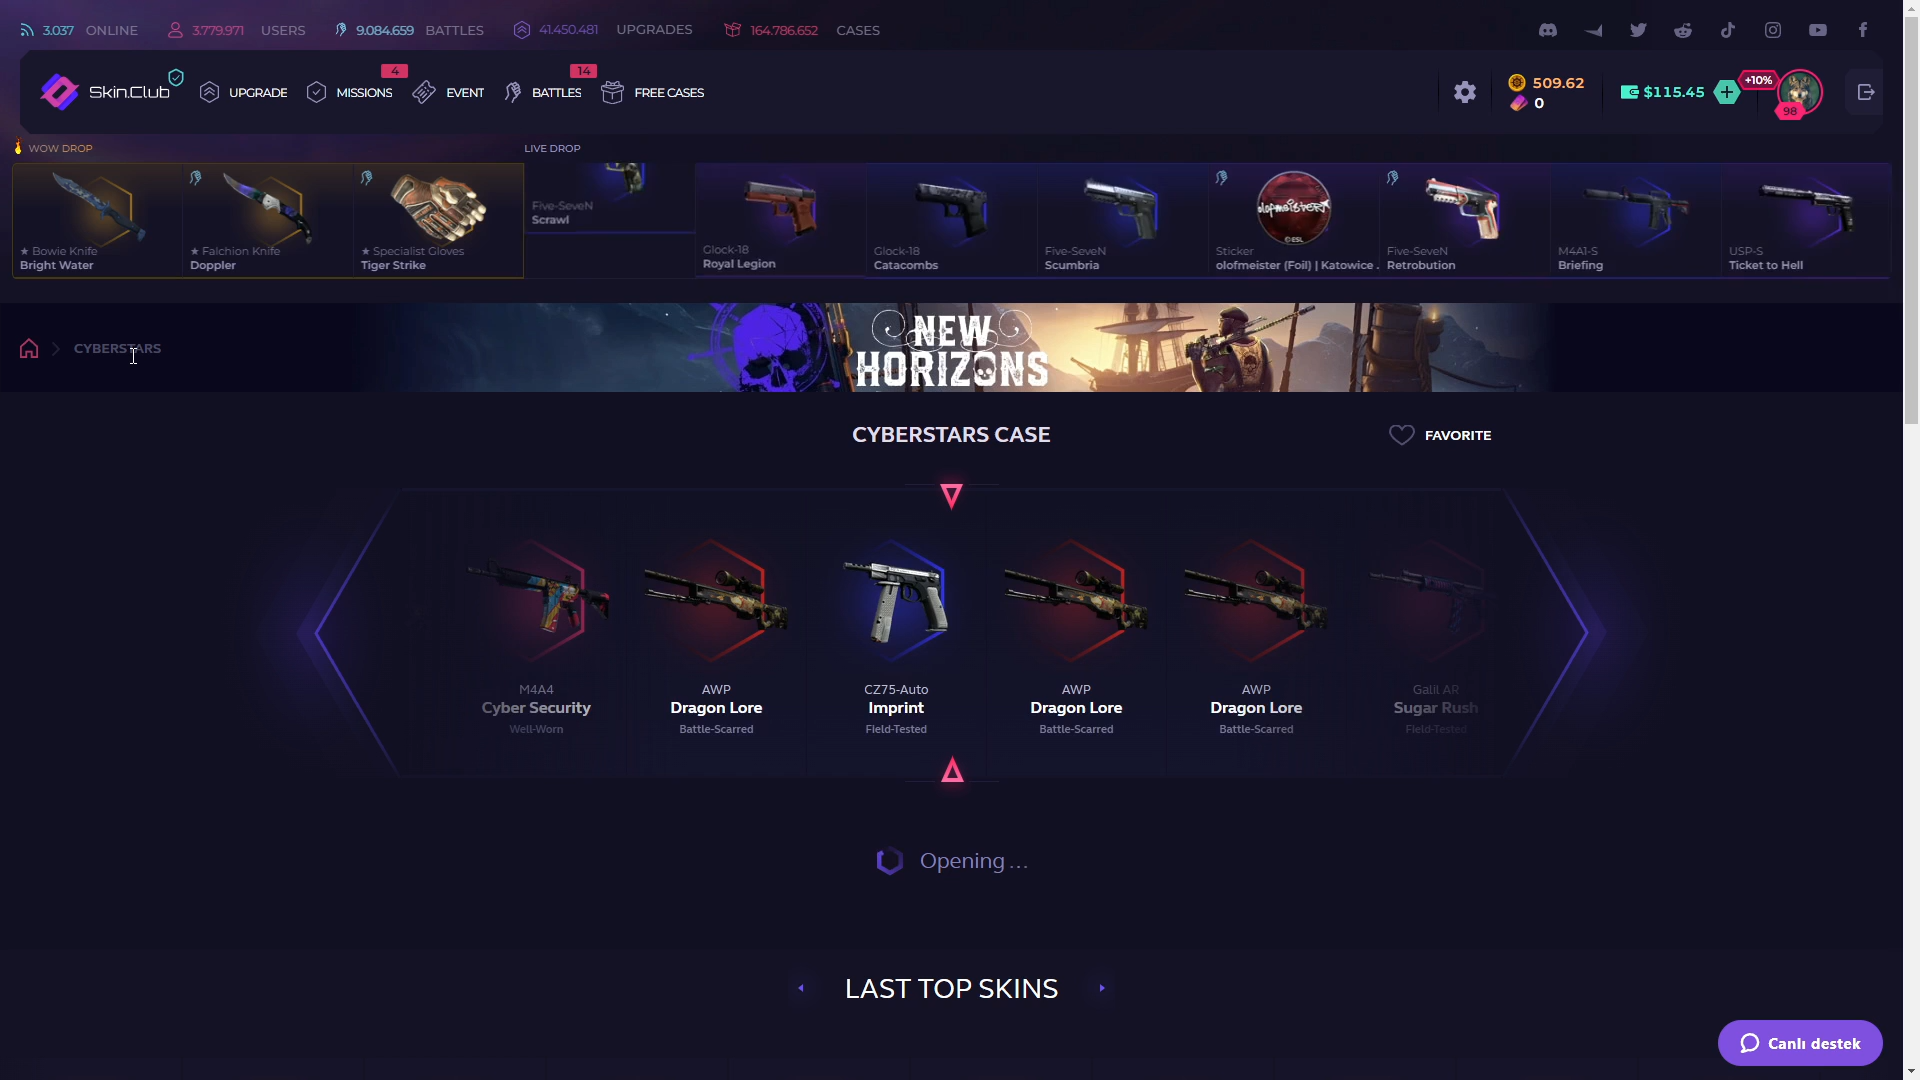 3.037 ONLINE 3.779.971 USERS 9.084.659 BATTLES 41.450.481 UPGRADES 164.786.652 CASES
Skin.Club UPGRADE 4 MISSIONS EVENT 14 BATTLES FREE CASES 509.62 0 $115.45 +10% 98
WOW DROP LIVE DROP
★ Bowie Knife
Bright Water
★ Falchion Knife
Doppler
★ Specialist Gloves
Tiger Strike
Five-SeveN
Scrawl
Glock-18
Royal Legion
Glock-18
Catacombs
Five-SeveN
Scumbria
olofmeister
©ESL
Sticker
olofmeister (Foil) | Katowice .
Five-SeveN
Retrobution
M4A1-S
Briefing
USP-S
Ticket to Hell
CYBERSTARS
NEW
HORIZONS
CYBERSTARS CASE
FAVORITE
M4A4
Cyber Security
Well-Worn
AWP
Dragon Lore
Battle-Scarred
CZ75-Auto
Imprint
Field-Tested
AWP
Dragon Lore
Battle-Scarred
AWP
Dragon Lore
Battle-Scarred
Galil AR
Sugar Rush
Field-Tested
Opening ...
LAST TOP SKINS
Canlı destek